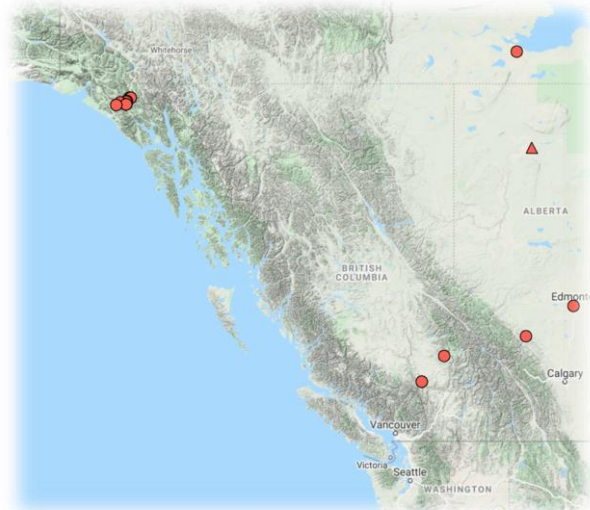 Whitehorse
ALBERTA
BRITISH
COLUMBIA
Edmont
Calgary
Vancouver
Victoria
Seattle
WASHINGTON